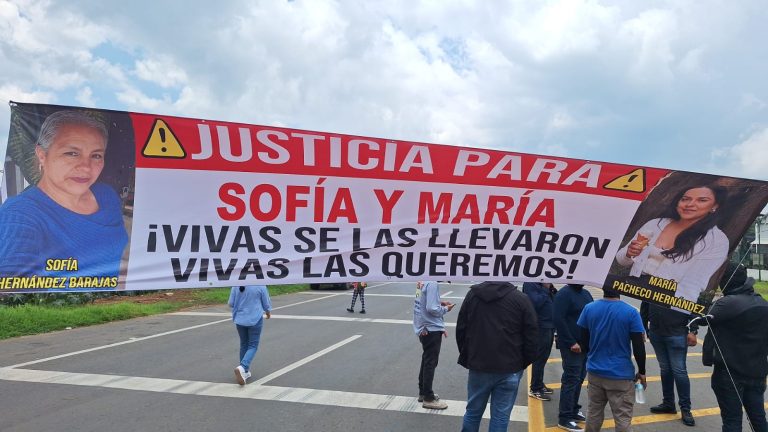 JUSTICIA PARA
SOFÍA Y MARÍA
¡VIVAS SE LAS LLEVARON
VIVAS LAS QUEREMOS!
SOFÍA
HERNÁNDEZ BARAJAS
MARÍA
PACHECO HERNÁNDEZ